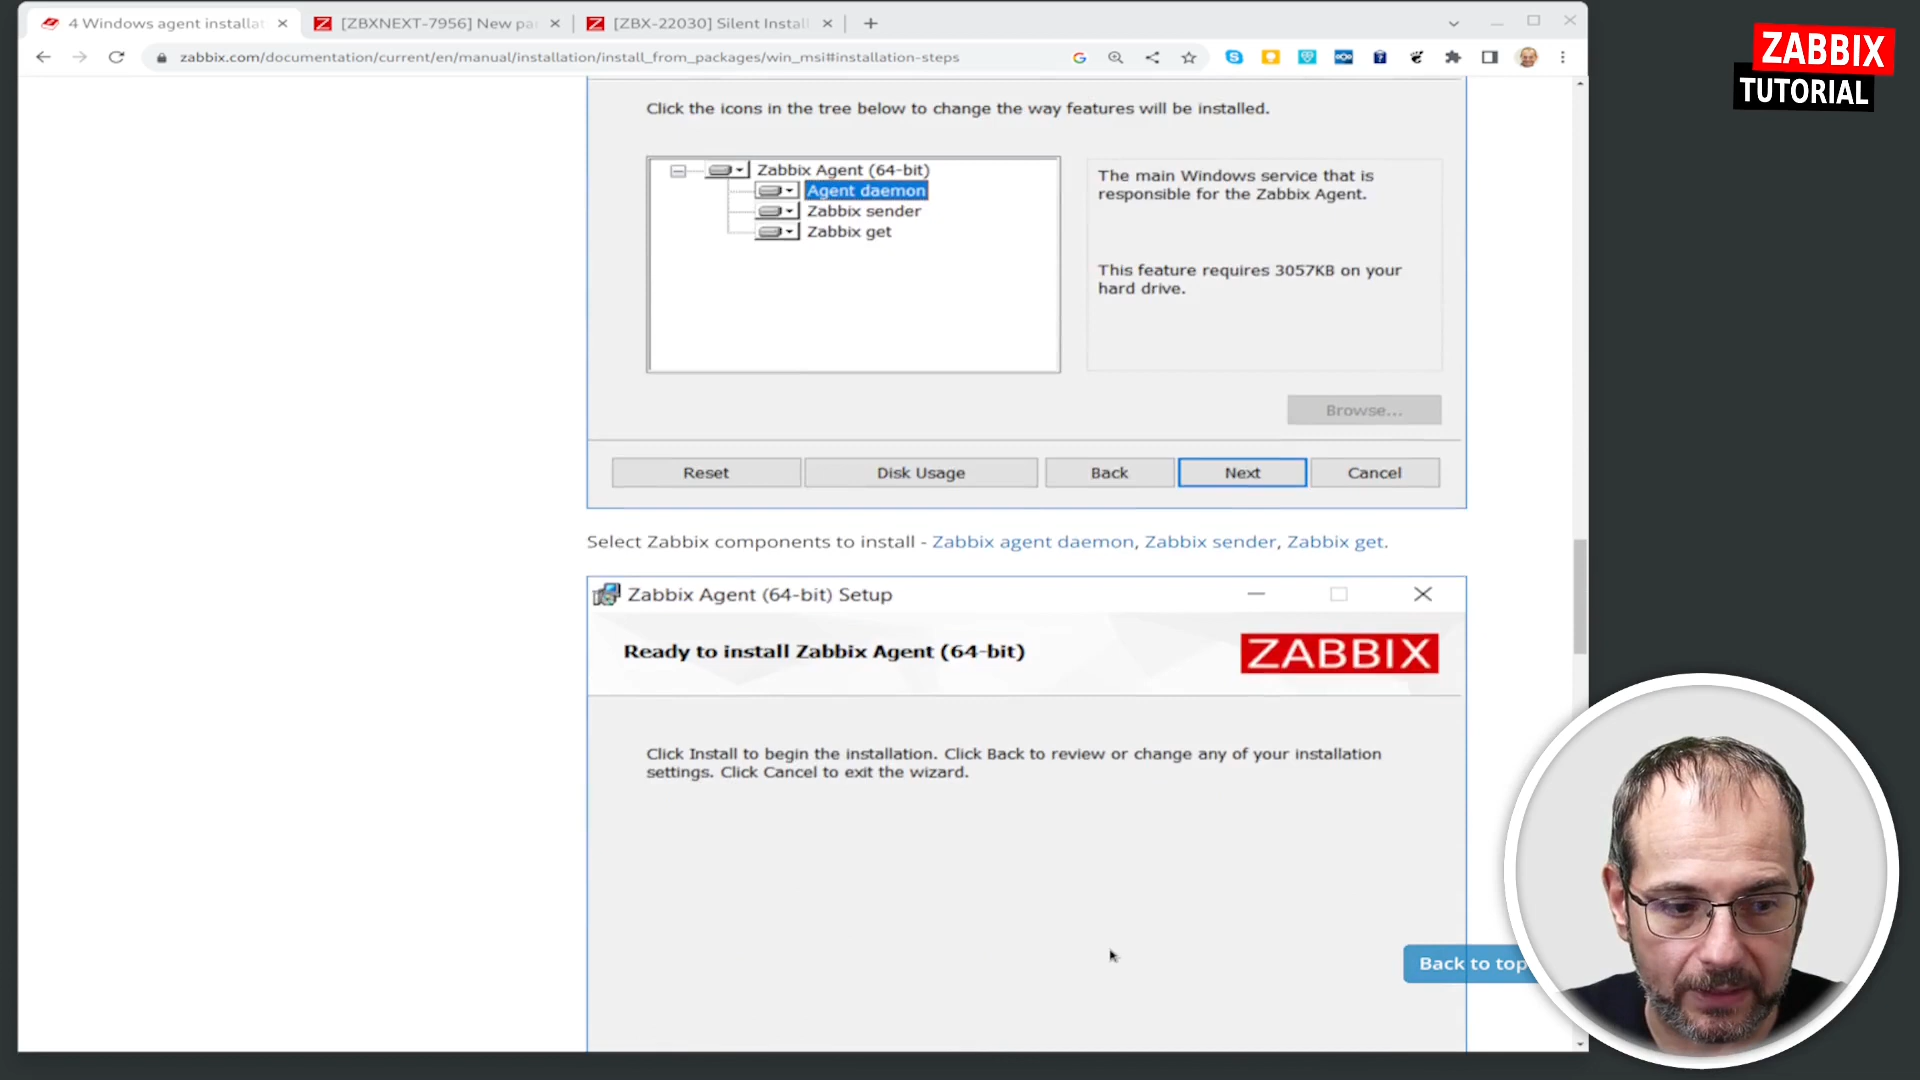 4 Windows agent installat
[ZBXNEXT-7956] New pa
[ZBX-22030] Silent Install
zabbix.com/documentation/current/en/manual/installation/install_from_packages/win_msi#installation-steps
ZABBIX
TUTORIAL
Click the icons in the tree below to change the way features will be installed.
Zabbix Agent (64-bit)
Agent daemon
Zabbix sender
Zabbix get
The main Windows service that is
responsible for the Zabbix Agent.
This feature requires 3057KB on your
hard drive.
Browse...
Reset
Disk Usage
Back
Next
Cancel
Select Zabbix components to install - Zabbix agent daemon, Zabbix sender, Zabbix get.
Zabbix Agent (64-bit) Setup
Ready to install Zabbix Agent (64-bit)
ZABBIX
Click Install to begin the installation. Click Back to review or change any of your installation
settings. Click Cancel to exit the wizard.
Back to top